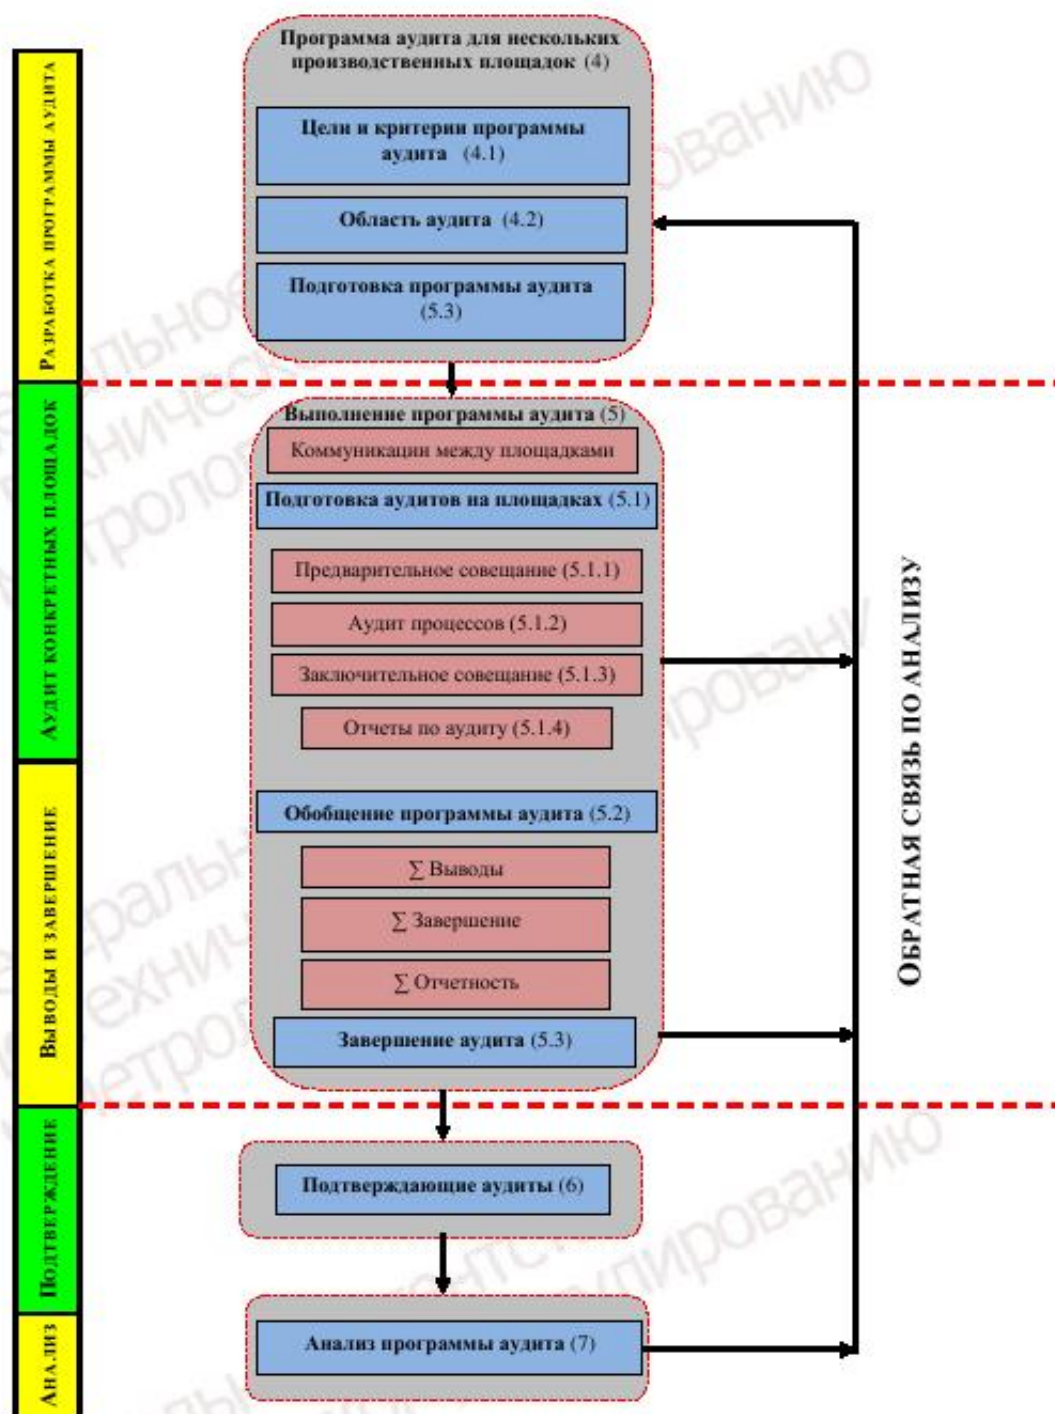 РАЗРАБОТКА ПРОГРАММЫ АУДИТА
Программа аудита для нескольких
производственных площадок (4)
Цели и критерии программы
аудита (4.1)
Область аудита (4.2)
Подготовка программы аудита
(5.3)
АУДИТ КОНКРЕТНЫХ ПЛОЩАДОК
Выполнение программы аудита (5)
Коммуникации между площадками
Подготовка аудитов на площадках (5.1)
Предварительное совещание (5.1.1)
Аудит процессов (5.1.2)
Заключительное совещание (5.1.3)
Отчеты по аудиту (5.1.4)
ВЫВОДЫ И ЗАВЕРШЕНИЕ
Обобщение программы аудита (5.2)
∑ Выводы
∑ Завершение
∑ Отчетность
Завершение аудита (5.3)
ПОДТВЕРЖДЕНИЕ
Подтверждающие аудиты (6)
АНАЛИЗ
Анализ программы аудита (7)
ОБРАТНАЯ СВЯЗЬ ПО АНАЛИЗУ